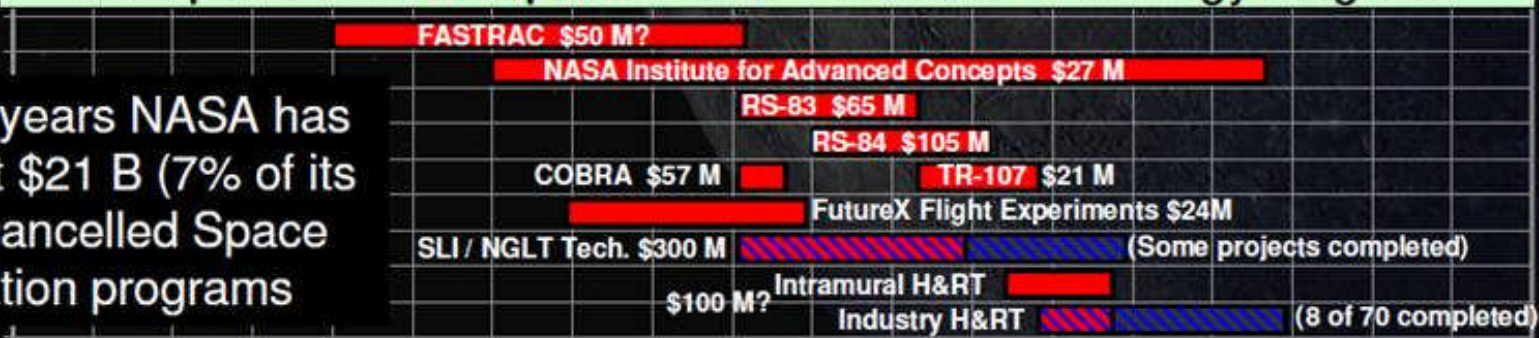 FASTRAC $50 M?
NASA Institute for Advanced Concepts $27 M
RS-83 $65 M
RS-84 $105 M
COBRA $57 M TR-107 $21 M
FutureX Flight Experiments $24M
SLI / NGLT Tech. $300 M (Some projects completed)
Intramural H&RT
$100 M?
Industry H&RT (8 of 70 completed)
years NASA has
$21 B (7% of its
ancelled Space
tion programs